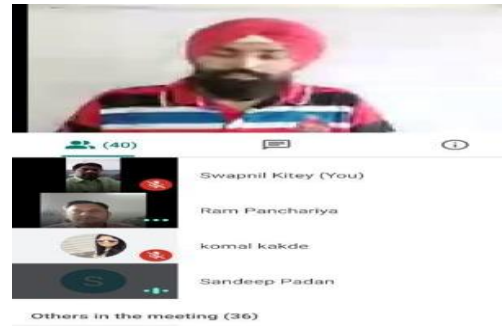 (40)
Swapnil Kitey (You)
Ram Panchariya
komal kakde
S
Sandeep Padan
Others in the meeting (36)